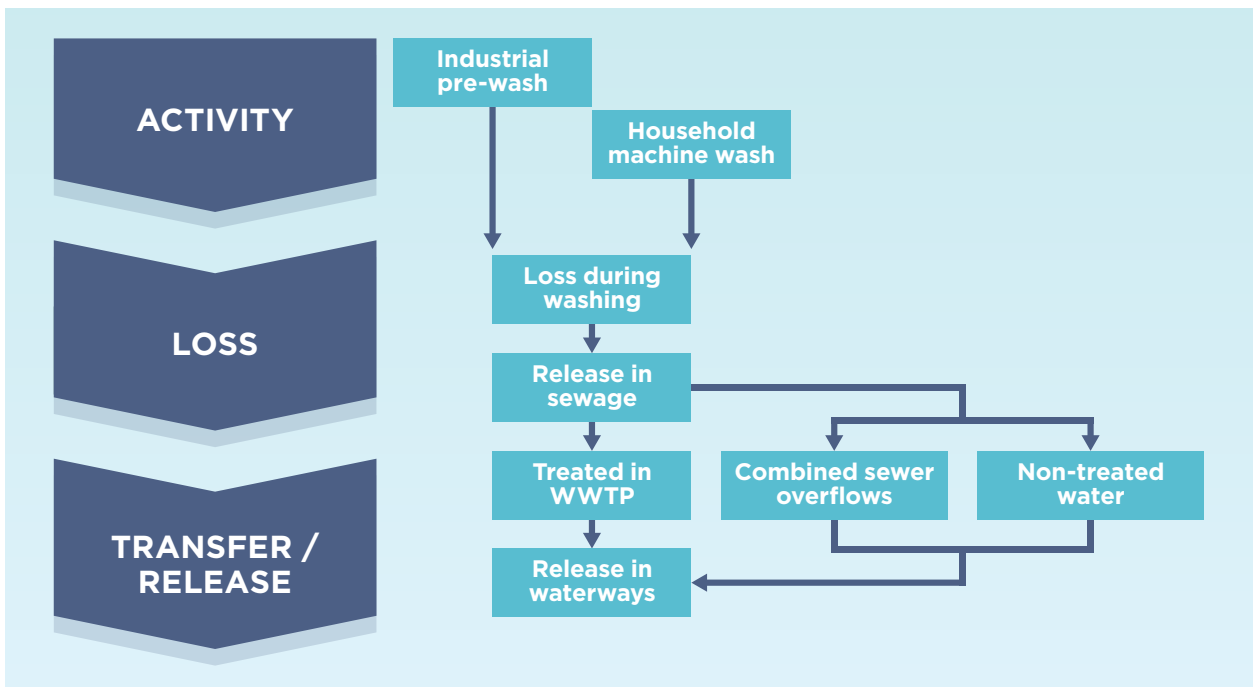 ACTIVITY
Industrial
pre-wash
Household
machine wash
LOSS
Loss during
washing
Release in
sewage
TRANSFER /
RELEASE
Treated in
WWTP
Combined sewer
overflows
Non-treated
water
Release in
waterways